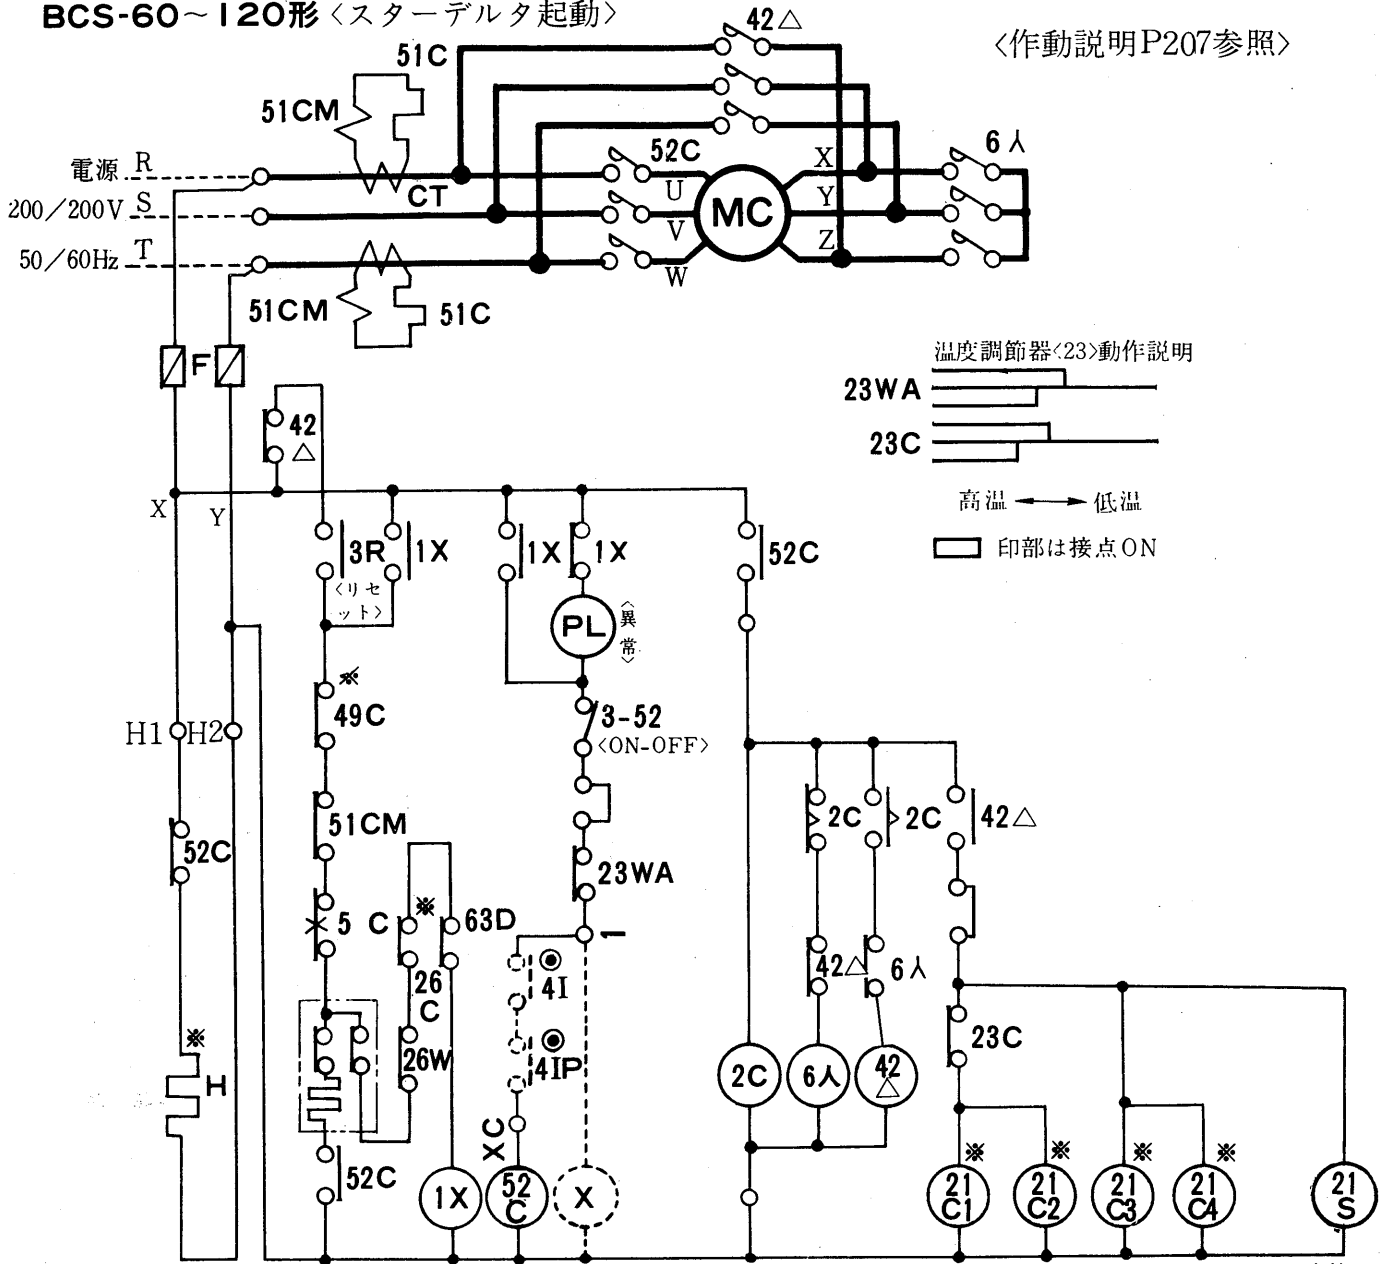 BCS-60～120形〈スターデルタ起動〉
〈作動説明P207参照〉
42△
51C
51CM
6人
52C
電源 R
X
U
CT
Y
MC
200/200V S
V
Z
50/60Hz T
W
51CM
51C
F
温度調節器〈23〉動作説明
23WA
23C
高温 低温
印部は接点ON
42
△
X
Y
3R
〈リセ
ット〉
1X
1X
1X
52C
PL
〈異常〉
※
49C
H1
H2
3-52
〈ON-OFF〉
51CM
52C
2C
2C
42△
23WA
5
C
※
63D
1
26
C
41
42△
6人
※
26W
41P
23C
H
2C
6人
42
△
XC
52C
1X
52
C
X
※
21
C1
※
21
C2
※
21
C3
※
21
C4
21
S